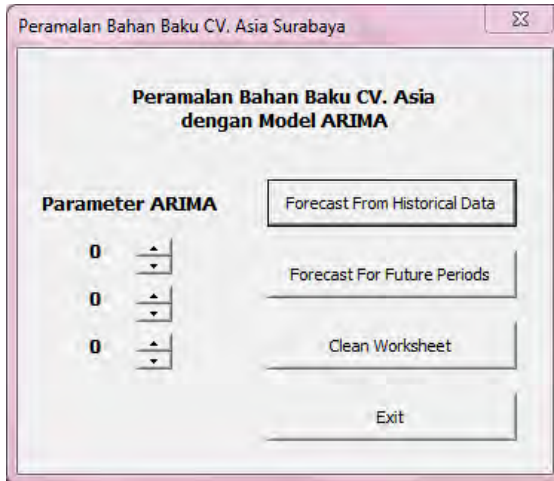 Peramalan Bahan Baku CV. Asia Surabaya
Peramalan Bahan Baku CV. Asia
dengan Model ARIMA
Parameter ARIMA
0
0
0
Forecast From Historical Data
Forecast For Future Periods
Clean Worksheet
Exit